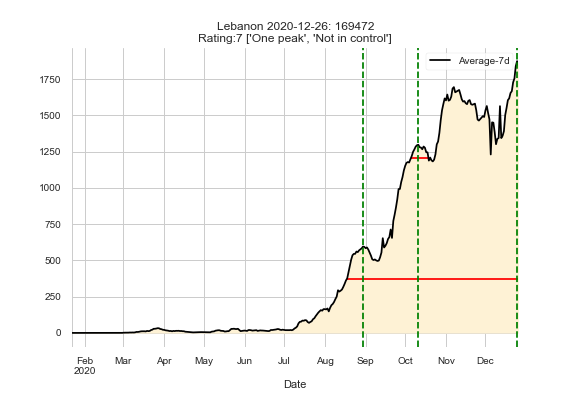 Lebanon 2020-12-26: 169472
Rating:7 ['One peak', 'Not in control']
Average-7d
1750
1500
1250
1000
750
500
250
0
Feb Mar Apr May Jun Jul Aug Sep Oct Nov Dec
2020
Date